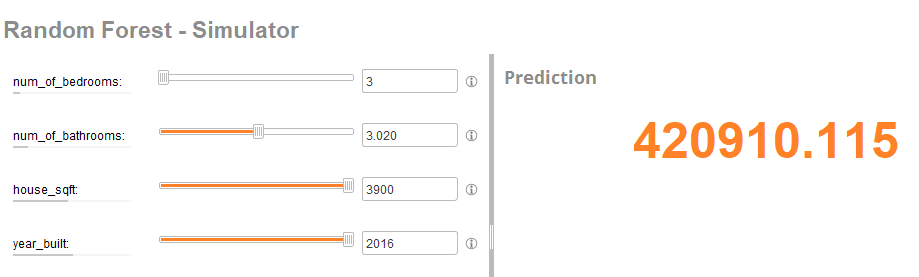 Random Forest - Simulator
num_of_bedrooms: 3
Prediction
num_of_bathrooms: 3.020
420910.115
house_sqft: 3900
year_built: 2016